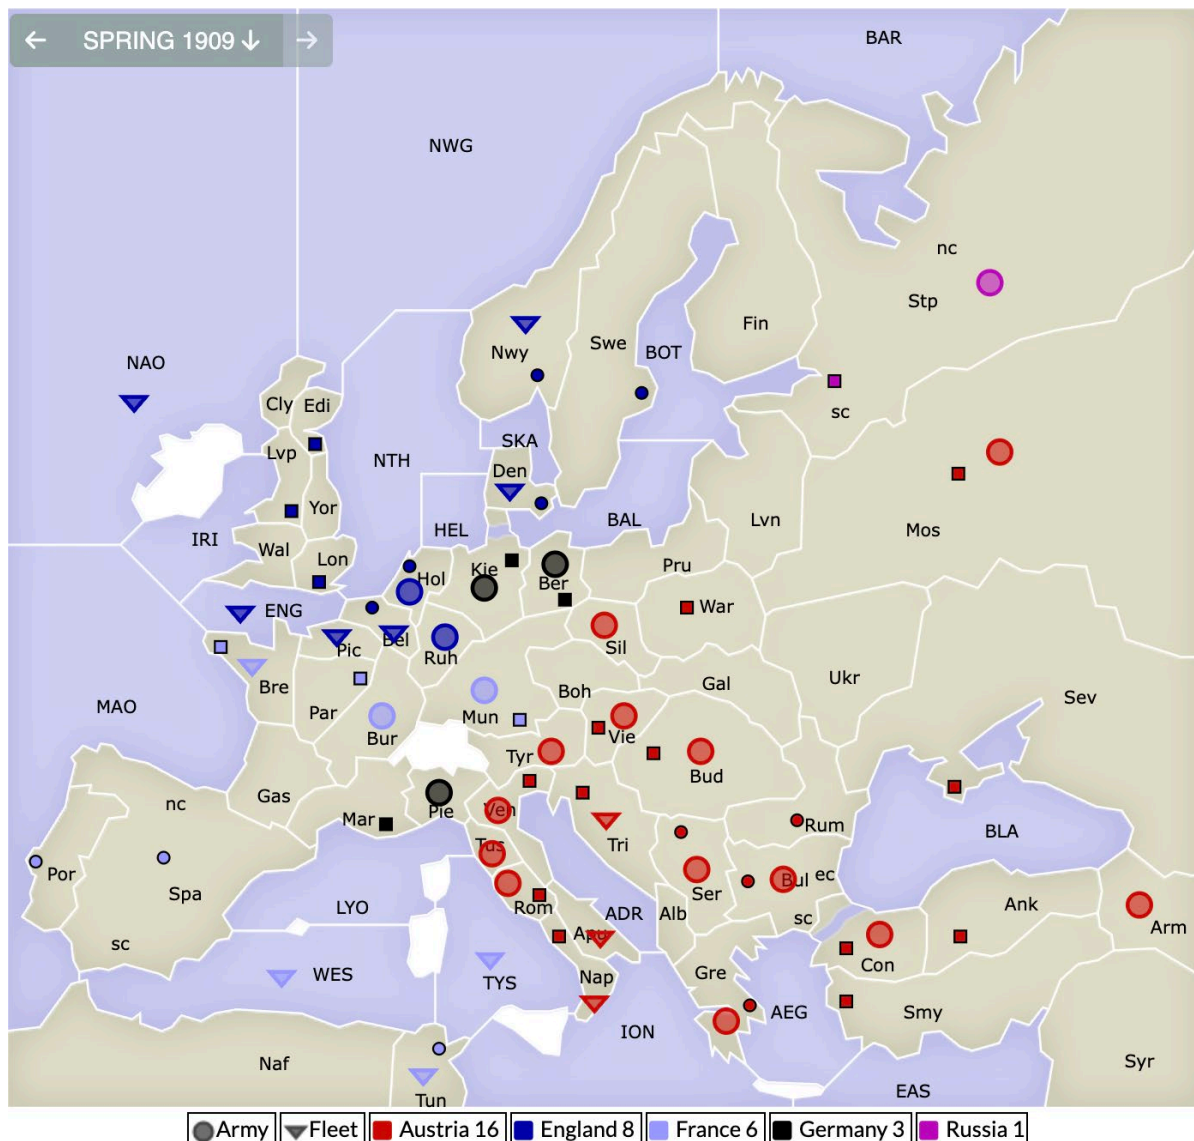 ← SPRING 1909 ↓ →
BAR
NWG
nc
Stp
Fin
Swe
BOT
Nwy
NAO
Cly Edi
sc
SKA
NTH
Lvp
Den
Yor
BAL
Lvn
HEL
Mos
IRI
Wal
Lon
Kie
Pru
Hol
Ber
War
ENG
Bel
Pic
Sil
Ruh
Ukr
Gal
Boh
Bre
MAO
Par
Mun
Sev
Bur
Vie
Tyr
Bud
Gas
nc
Pie
Ven
Mar
Rum
BLA
Tri
Tus
Por
Bul ec
Spa
Ser
Ank
LYO
Rom
ADR
Alb
sc
Arm
Apu
sc
Con
WES
TYS
Nap
Gre
AEG
Smy
ION
Naf
Syr
EAS
Tun
Army Fleet Austria 16 England 8 France 6 Germany 3 Russia 1